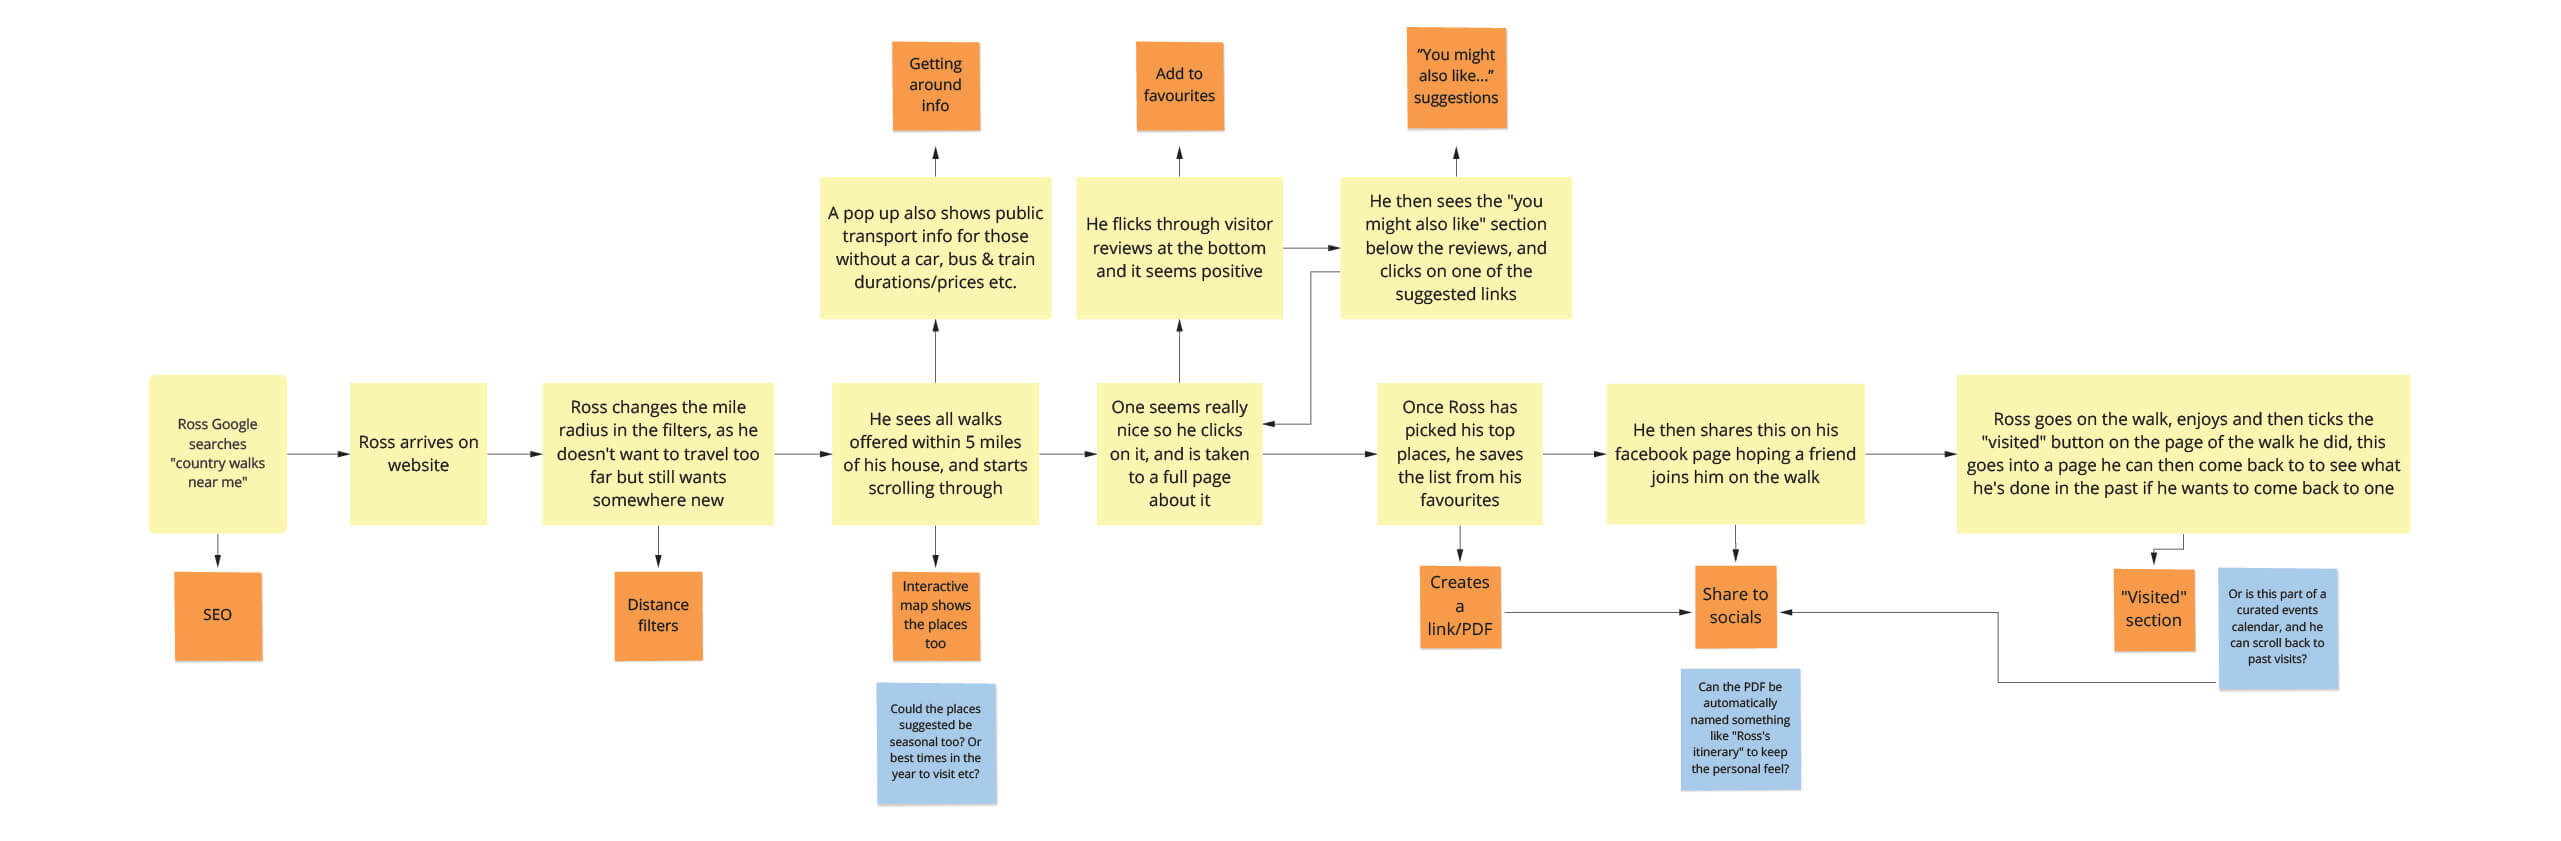 Getting
around
info
Add to
favourites
”You might
also like...”
suggestions
A pop up also shows public
transport info for those
without a car, bus & train
durations/prices etc.
He flicks through visitor
reviews at the bottom
and it seems positive
He then sees the "you
might also like" section
below the reviews, and
clicks on one of the
suggested links
Ross Google
searches
"country walks
near me"
Ross arrives on
website
Ross changes the mile
radius in the filters, as he
doesn't want to travel too
far but still wants
somewhere new
He sees all walks
offered within 5 miles
of his house, and starts
scrolling through
One seems really
nice so he clicks
on it, and is taken
to a full page
about it
Once Ross has
picked his top
places, he saves
the list from his
favourites
He then shares this on his
facebook page hoping a friend
joins him on the walk
Ross goes on the walk, enjoys and then ticks the
"visited" button on the page of the walk he did, this
goes into a page he can then come back to to see what
he's done in the past if he wants to come back to one
SEO
Distance
filters
Interactive
map shows
the places
too
Creates
a
link/PDF
Share to
socials
"Visited"
section
Or is this part of a
curated events
calendar, and he
can scroll back to
past visits?
Could the places
suggested be
seasonal too? Or
best times in the
year to visit etc?
Can the PDF be
automatically
named something
like "Ross's
itinerary" to keep
the personal feel?